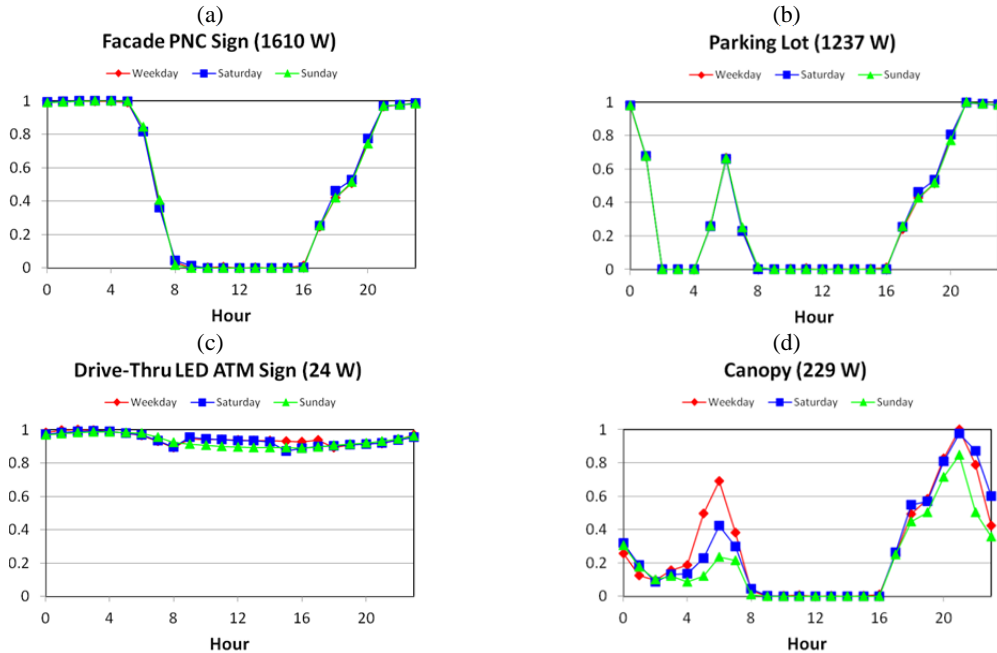 (a)
Facade PNC Sign (1610 W)
Weekday Saturday Sunday
1
0.8
0.6
0.4
0.2
0
0 4 8 12 16 20
Hour
(b)
Parking Lot (1237 W)
Weekday Saturday Sunday
1
0.8
0.6
0.4
0.2
0
0 4 8 12 16 20
Hour
(c)
Drive-Thru LED ATM Sign (24 W)
Weekday Saturday Sunday
1
0.8
0.6
0.4
0.2
0
0 4 8 12 16 20
Hour
(d)
Canopy (229 W)
Weekday Saturday Sunday
1
0.8
0.6
0.4
0.2
0
0 4 8 12 16 20
Hour